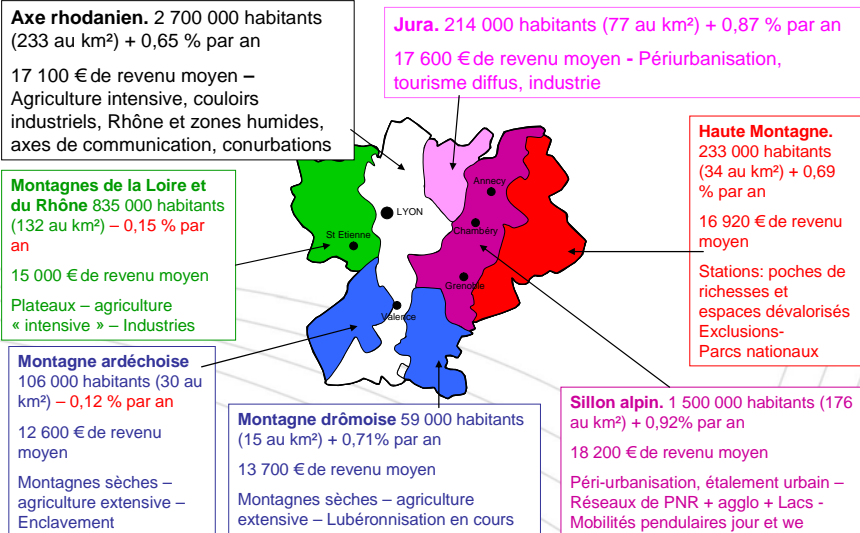 Axe rhodanien. 2 700 000 habitants
(233 au km²) + 0,65 % par an
17 100 € de revenu moyen –
Agriculture intensive, couloirs
industriels, Rhône et zones humides,
axes de communication, conurbations
Jura. 214 000 habitants (77 au km²) + 0,87 % par an
17 600 € de revenu moyen - Périurbanisation,
tourisme diffus, industrie
Haute Montagne.
233 000 habitants
(34 au km²) + 0,69
% par an
16 920 € de revenu
moyen
Stations: poches de
richesses et
espaces dévalorisés
Exclusions-
Parcs nationaux
Montagnes de la Loire et
du Rhône 835 000 habitants
(132 au km²) – 0,15 % par
an
15 000 € de revenu moyen
Plateaux – agriculture
« intensive » – Industries
Annecy
LYON
Chambéry
St Etienne
Grenoble
Valence
Montagne ardéchoise
106 000 habitants (30 au
km²) – 0,12 % par an
12 600 € de revenu
moyen
Montagnes sèches –
agriculture extensive –
Enclavement
Montagne drômoise 59 000 habitants
(15 au km²) + 0,71% par an
13 700 € de revenu moyen
Montagnes sèches – agriculture
extensive – Lubéronnisation en cours
Sillon alpin. 1 500 000 habitants (176
au km²) + 0,92% par an
18 200 € de revenu moyen
Péri-urbanisation, étalement urbain –
Réseaux de PNR + agglo + Lacs -
Mobilités pendulaires jour et we